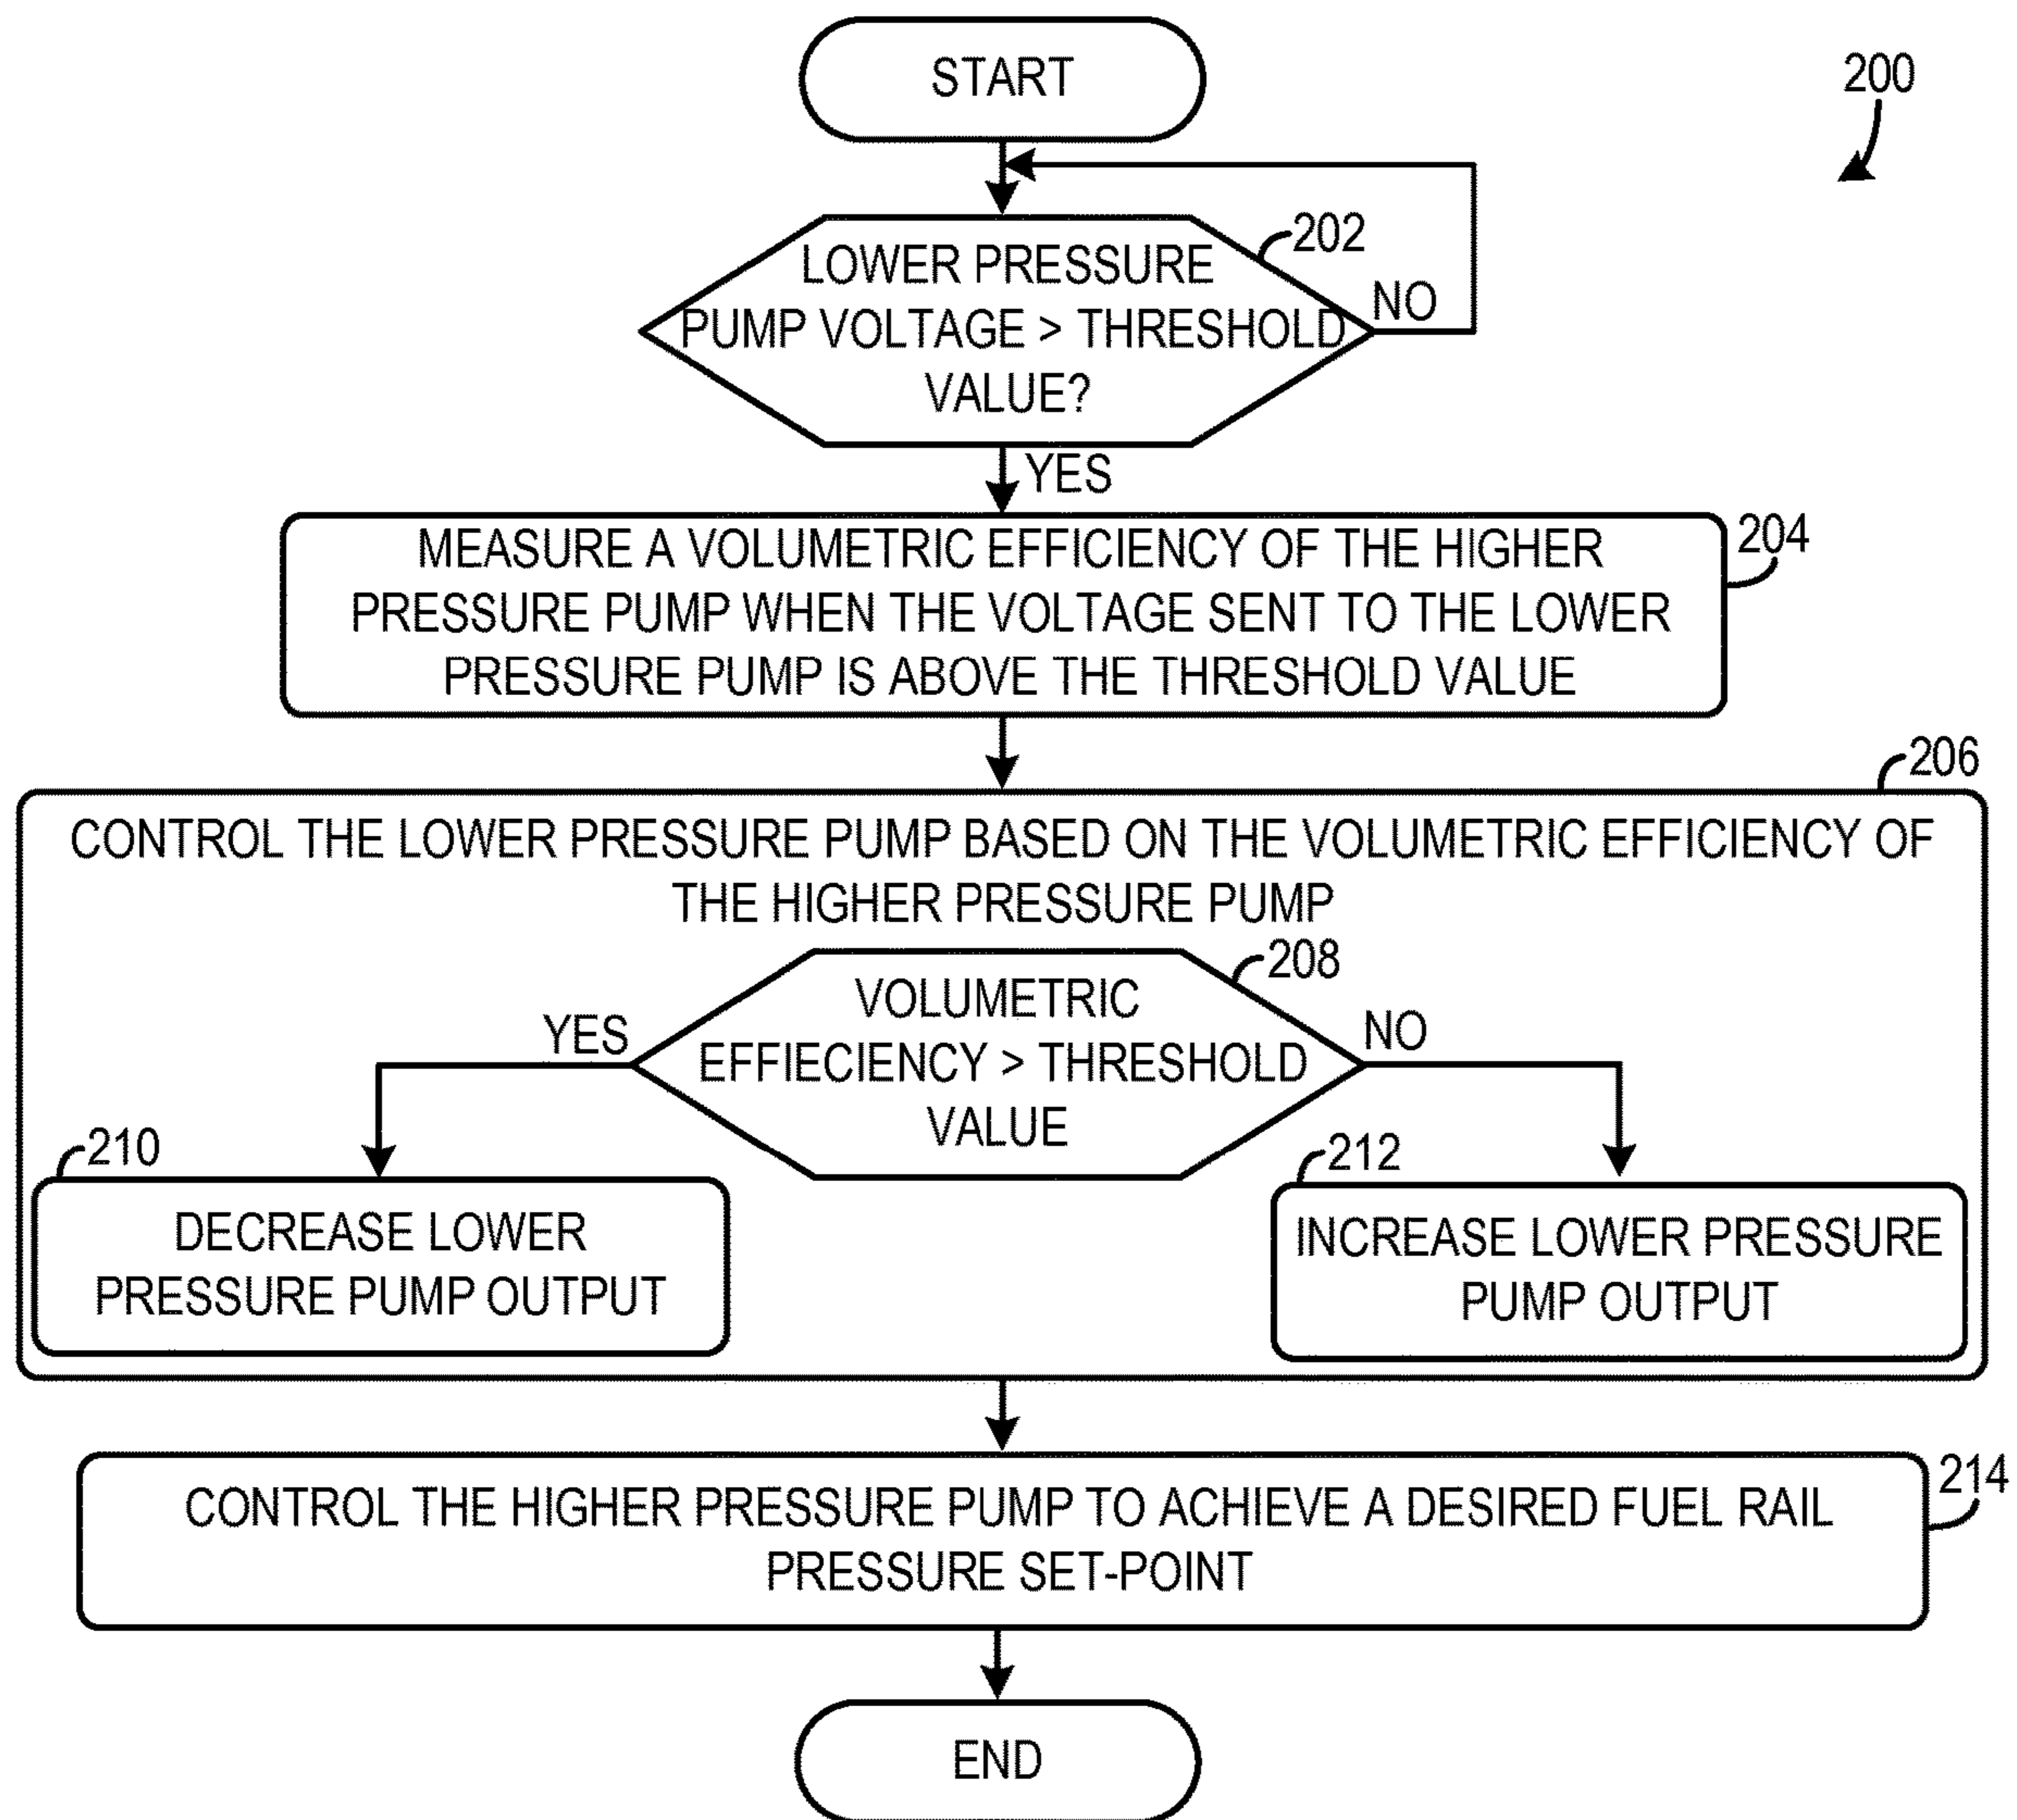 START
200
202
LOWER PRESSURE
PUMP VOLTAGE > THRESHOLD
VALUE?
NO
YES
204
MEASURE A VOLUMETRIC EFFICIENCY OF THE HIGHER
PRESSURE PUMP WHEN THE VOLTAGE SENT TO THE LOWER
PRESSURE PUMP IS ABOVE THE THRESHOLD VALUE
206
CONTROL THE LOWER PRESSURE PUMP BASED ON THE VOLUMETRIC EFFICIENCY OF
THE HIGHER PRESSURE PUMP
208
VOLUMETRIC
EFFIECIENCY > THRESHOLD
VALUE
YES
NO
210
DECREASE LOWER
PRESSURE PUMP OUTPUT
212
INCREASE LOWER PRESSURE
PUMP OUTPUT
214
CONTROL THE HIGHER PRESSURE PUMP TO ACHIEVE A DESIRED FUEL RAIL
PRESSURE SET-POINT
END